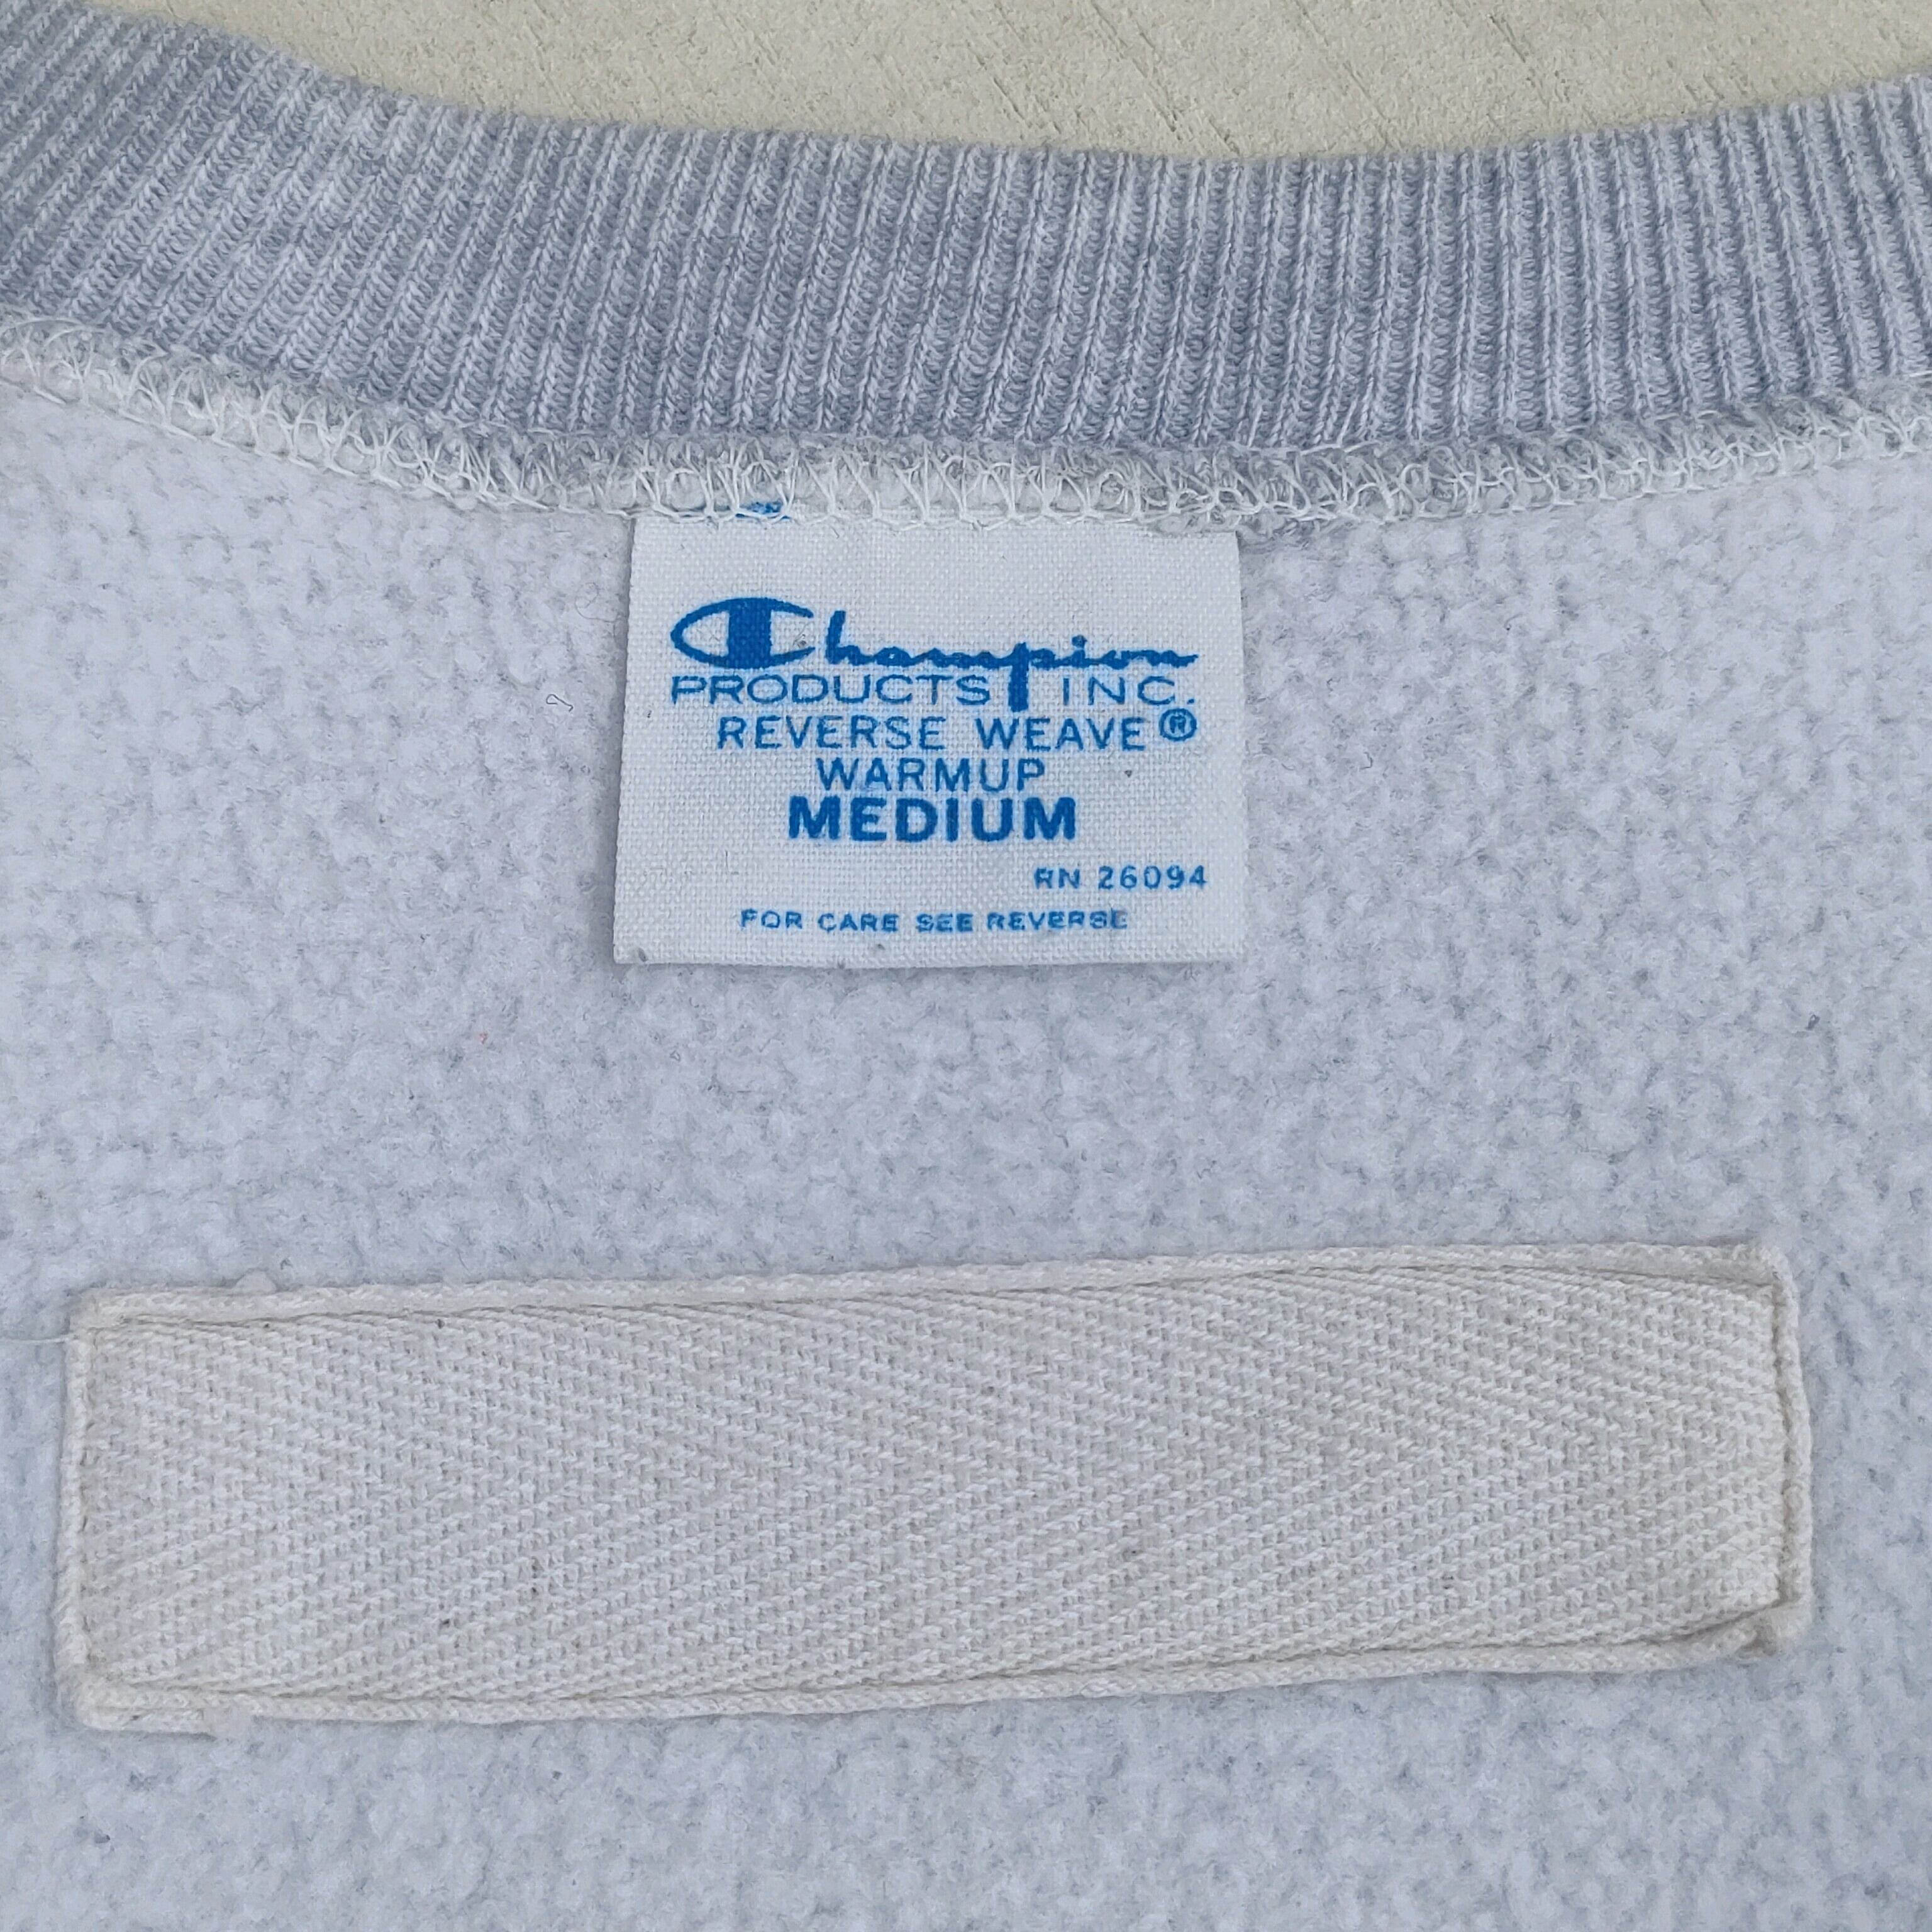 Champion
PRODUCTS INC.
REVERSE WEAVE®
WARMUP
MEDIUM
RN 26094
FOR CARE SEE REVERSE